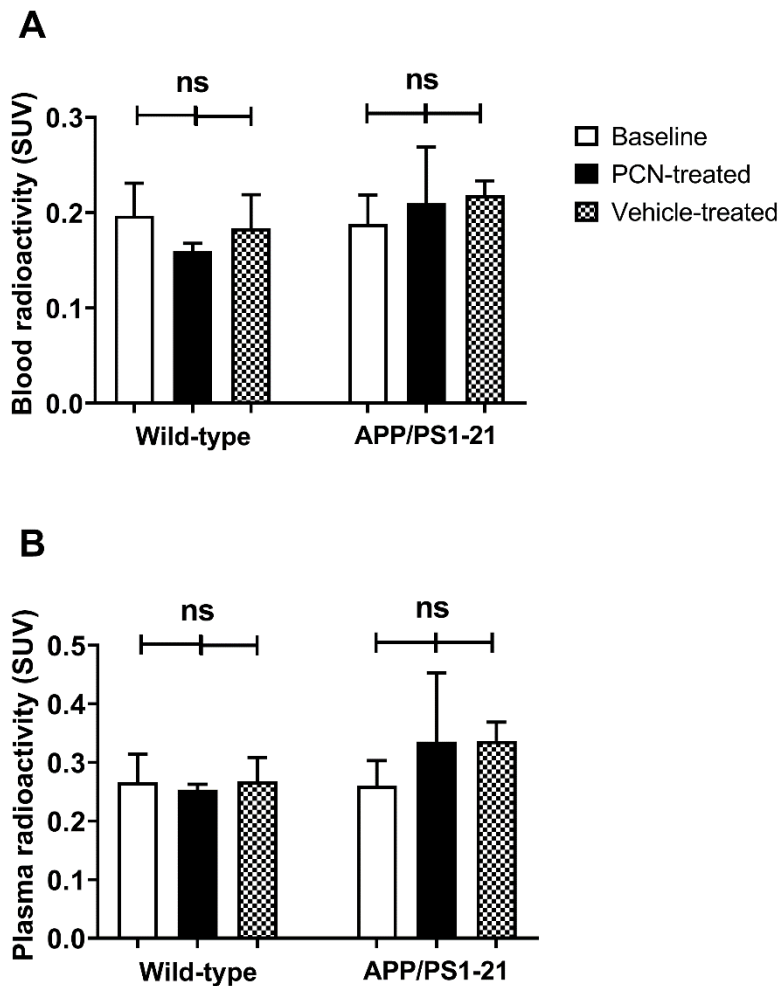 A
ns ns
Blood radioactivity (SUV)
0.3
0.2
0.1
0.0
Wild-type APP/PS1-21
Baseline
PCN-treated
Vehicle-treated
B
ns ns
Plasma radioactivity (SUV)
0.5
0.4
0.3
0.2
0.1
0.0
Wild-type APP/PS1-21